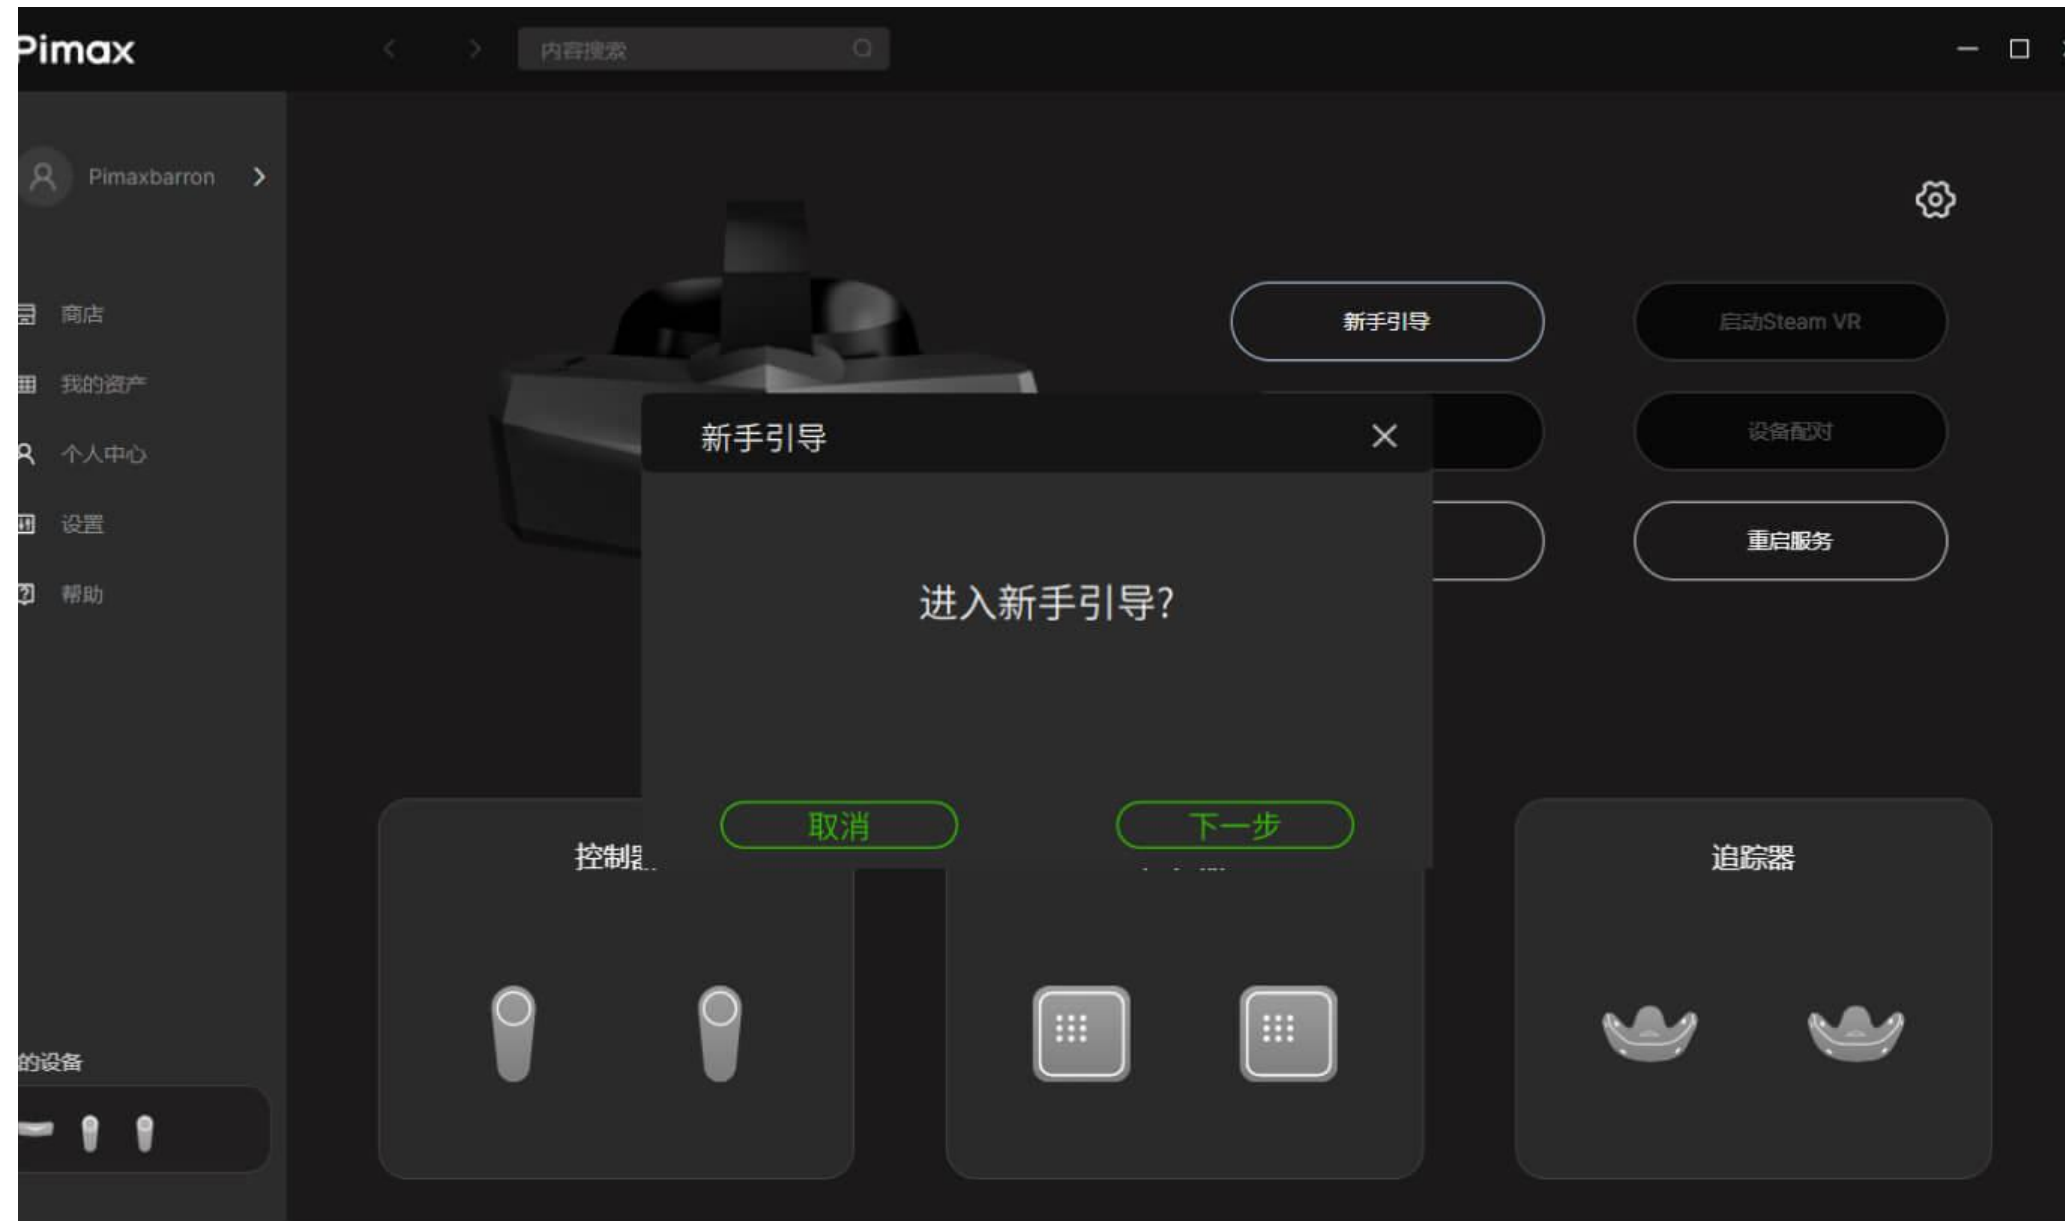 Pimax
内容搜索
Pimaxbarron
商店
我的资产
个人中心
设置
帮助
的设备
新手引导
启动Steam VR
设备配对
重启服务
新手引导
进入新手引导?
取消
下一步
控制器
追踪器